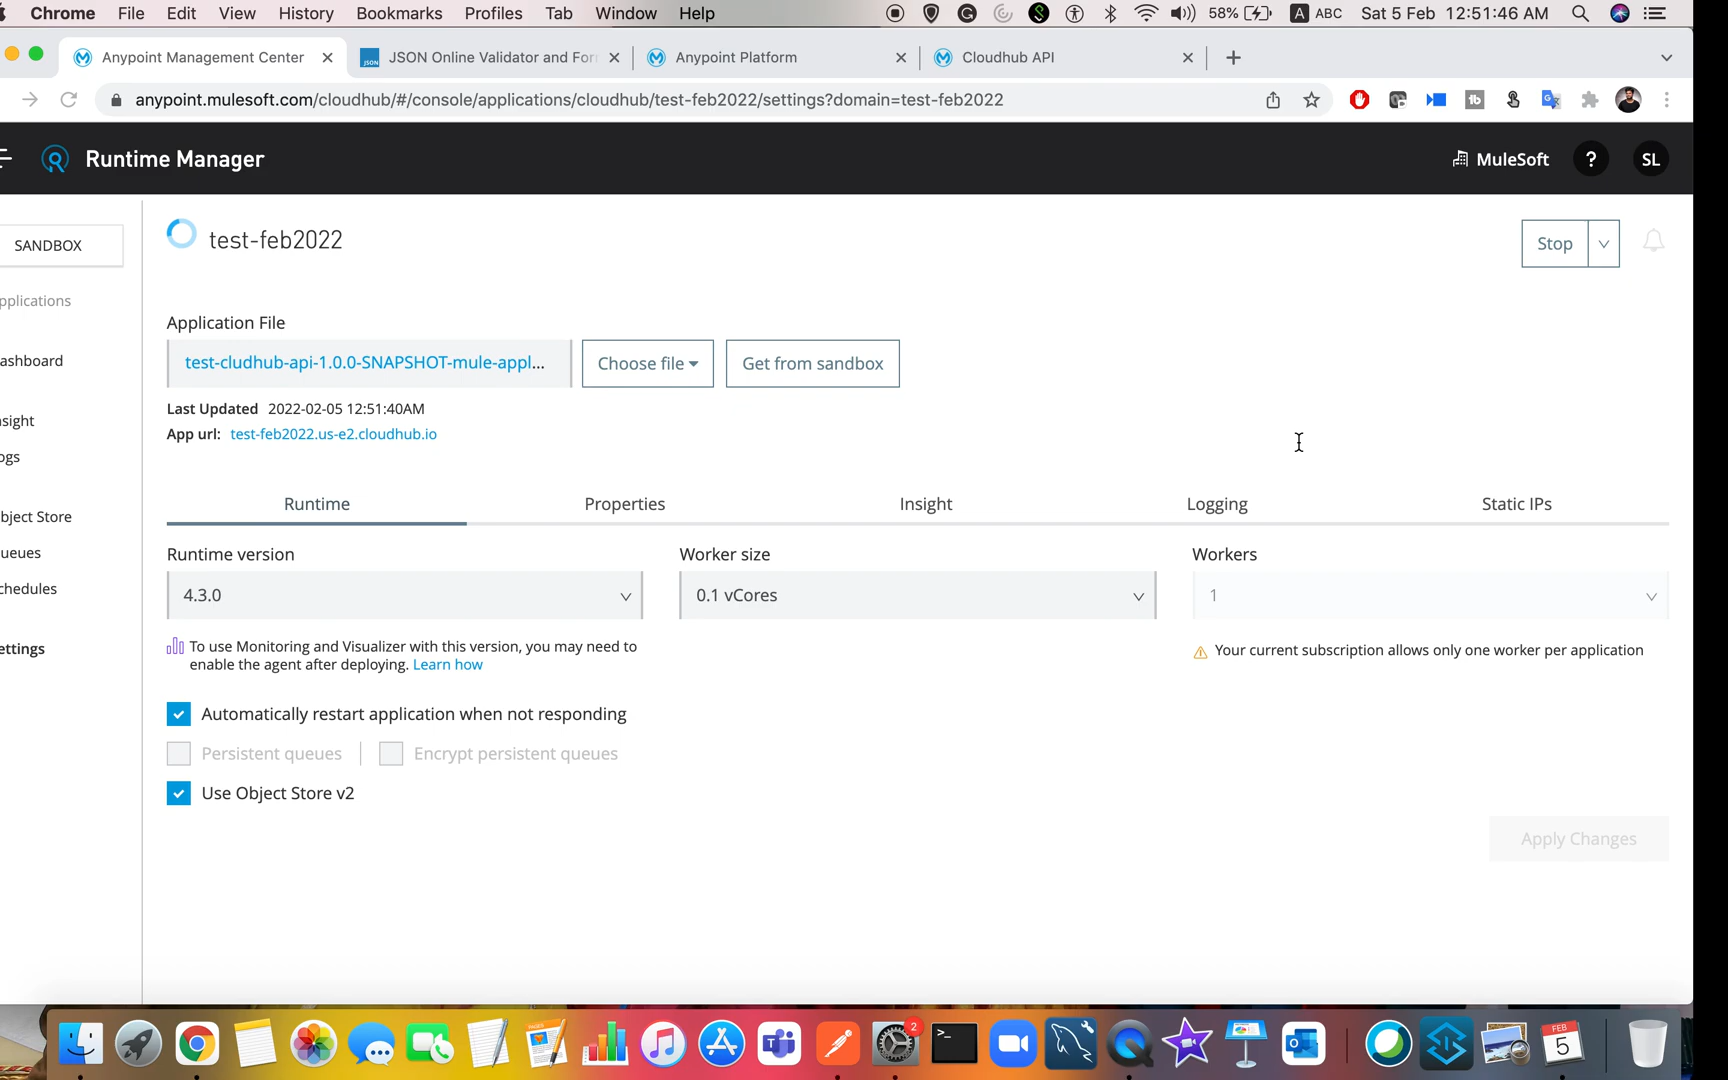 Chrome File Edit View History Bookmarks Profiles Tab Window Help 58% A ABC Sat 5 Feb 12:51:46 AM
Anypoint Management Center JSON Online Validator and For Anypoint Platform Cloudhub API
anypoint.mulesoft.com/cloudhub/#/console/applications/cloudhub/test-feb2022/settings?domain=test-feb2022
Runtime Manager MuleSoft ? SL
SANDBOX
test-feb2022 Stop
pplications
Application File
ashboard
test-cludhub-api-1.0.0-SNAPSHOT-mule-appl... Choose file Get from sandbox
Last Updated 2022-02-05 12:51:40AM
nsight
App url: test-feb2022.us-e2.cloudhub.io
ogs
Runtime Properties Insight Logging Static IPs
bject Store
ueues
Runtime version Worker size Workers
chedules
4.3.0 0.1 vCores 1
ettings
To use Monitoring and Visualizer with this version, you may need to
enable the agent after deploying. Learn how
Your current subscription allows only one worker per application
Automatically restart application when not responding
Persistent queues Encrypt persistent queues
Use Object Store v2
Apply Changes
2
FEB
5